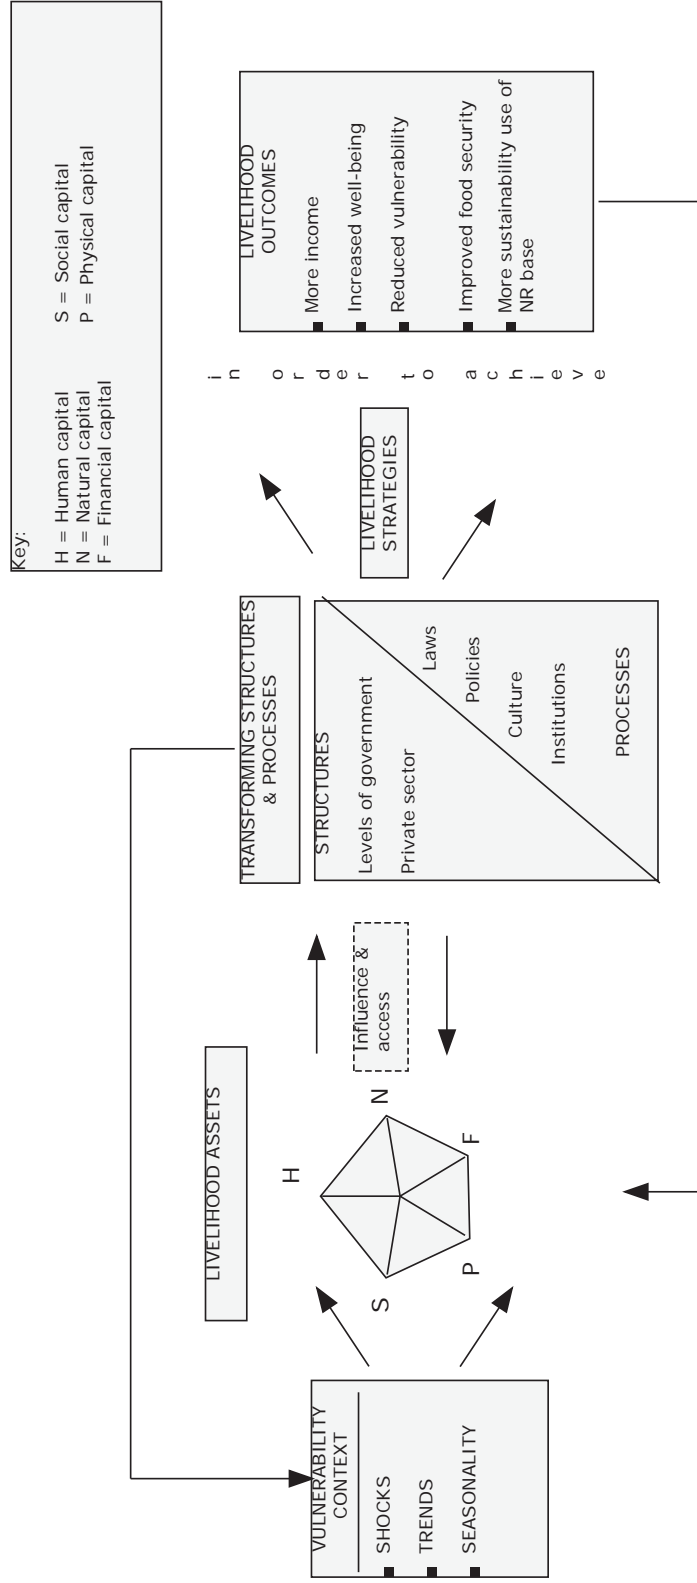 Key:
H = Human capital
N = Natural capital
F = Financial capital
S = Social capital
P = Physical capital
VULNERABILITY
CONTEXT
SHOCKS
TRENDS
SEASONALITY
LIVELIHOOD ASSETS
H
S
N
P
F
Influence &
access
TRANSFORMING STRUCTURES
& PROCESSES
STRUCTURES
Levels of government
Private sector
Laws
Policies
Culture
Institutions
PROCESSES
LIVELIHOOD
STRATEGIES
in order to achieve
LIVELIHOOD
OUTCOMES
More income
Increased well-being
Reduced vulnerability
Improved food security
More sustainability use of
NR base